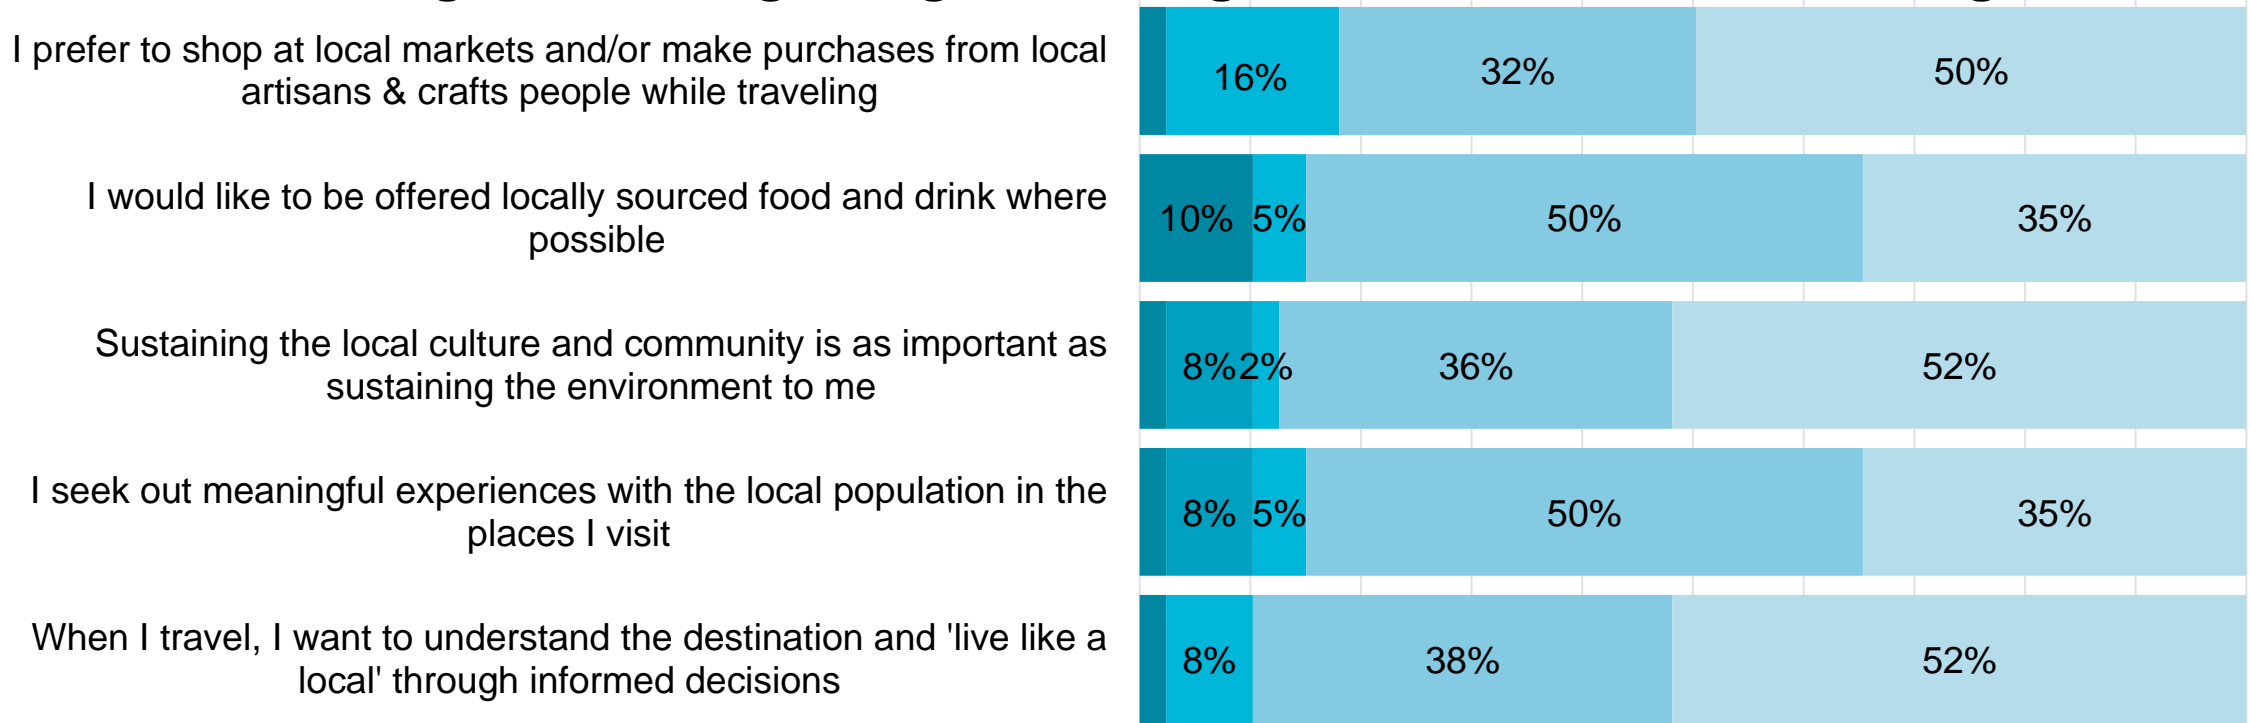 I prefer to shop at local markets and/or make purchases from local
artisans & crafts people while traveling
16% 32% 50%
I would like to be offered locally sourced food and drink where
possible
10% 5% 50% 35%
Sustaining the local culture and community is as important as
sustaining the environment to me
8% 2% 36% 52%
I seek out meaningful experiences with the local population in the
places I visit
8% 5% 50% 35%
When I travel, I want to understand the destination and 'live like a
local' through informed decisions
8% 38% 52%